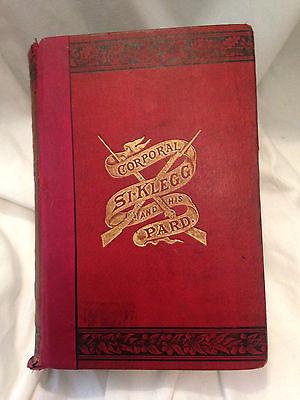 CORPORAL
SI-KLEGG
AND HIS
PARD.